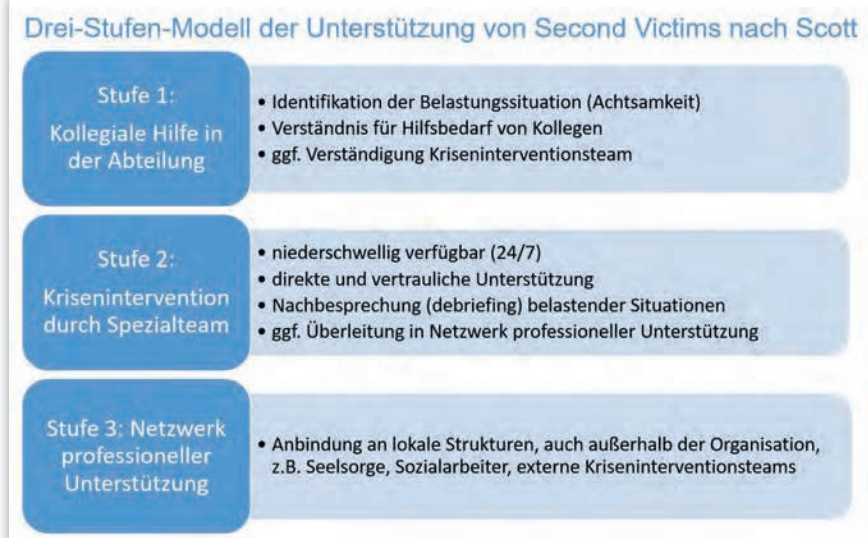 Drei-Stufen-Modell der Unterstützung von Second Victims nach Scott
Stufe 1:
Kollegiale Hilfe in
der Abteilung
• Identifikation der Belastungssituation (Achtsamkeit)
• Verständnis für Hilfsbedarf von Kollegen
• ggf. Verständigung Kriseninterventionsteam
Stufe 2:
Krisenintervention
durch Spezialteam
• niederschwellig verfügbar (24/7)
• direkte und vertrauliche Unterstützung
• Nachbesprechung (debriefing) belastender Situationen
• ggf. Überleitung in Netzwerk professioneller Unterstützung
Stufe 3: Netzwerk
professioneller
Unterstützung
• Anbindung an lokale Strukturen, auch außerhalb der Organisation,
z.B. Seelsorge, Sozialarbeiter, externe Kriseninterventionsteams